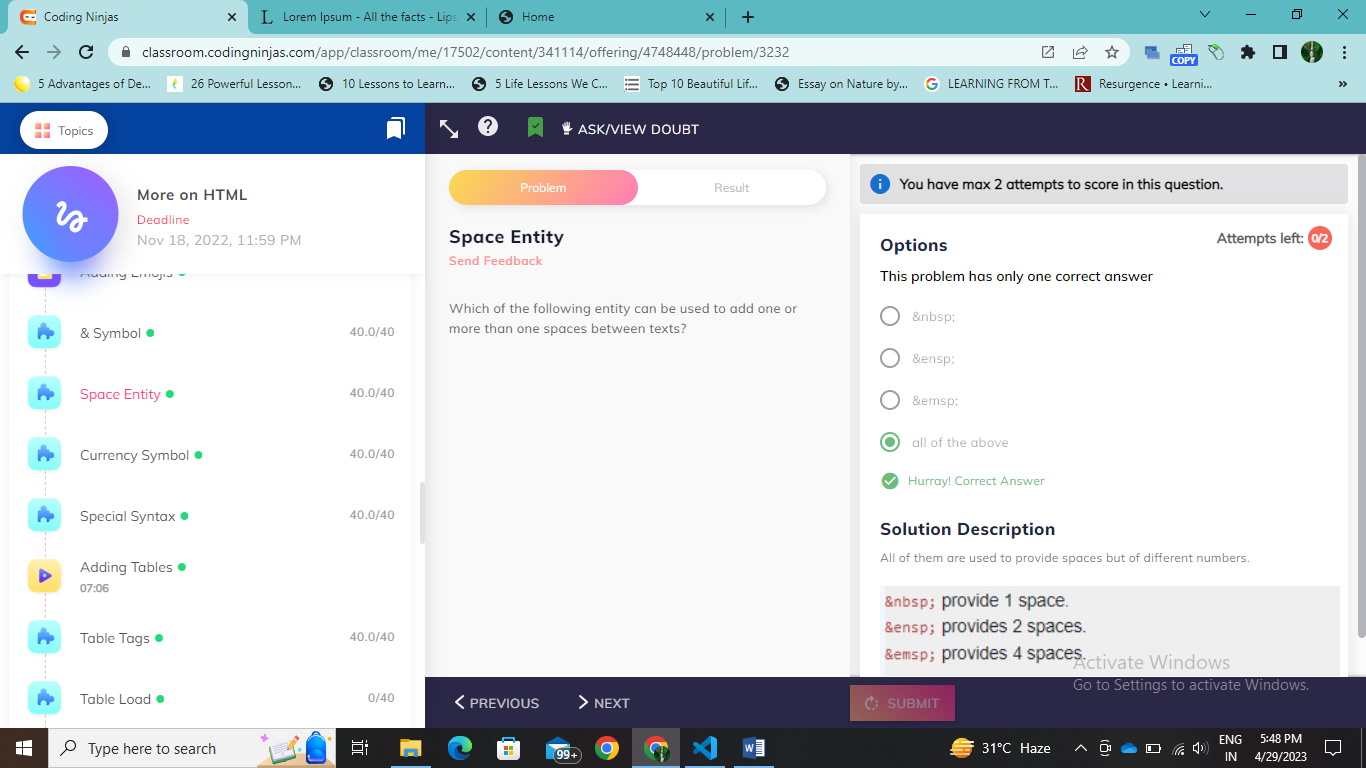 Coding Ninjas
Lorem Ipsum - All the facts - Lips
Home
classroom.codingninjas.com/app/classroom/me/17502/content/341114/offering/4748448/problem/3232
COPY
5 Advantages of De...
26 Powerful Lesson...
10 Lessons to Learn...
5 Life Lessons We C...
Top 10 Beautiful Lif...
Essay on Nature by...
LEARNING FROM T...
Resurgence • Learni...
Topics
ASK/VIEW DOUBT
More on HTML
Deadline
Nov 18, 2022, 11:59 PM
Adding Emojis
& Symbol
40.0/40
Space Entity
40.0/40
Currency Symbol
40.0/40
Special Syntax
40.0/40
Adding Tables
07:06
Table Tags
40.0/40
Table Load
0/40
Problem
Result
Space Entity
Send Feedback
Which of the following entity can be used to add one or
more than one spaces between texts?
You have max 2 attempts to score in this question.
Options
Attempts left: 0/2
This problem has only one correct answer
&nbsp;
&ensp;
&emsp;
all of the above
Hurray! Correct Answer
Solution Description
All of them are used to provide spaces but of different numbers.
&nbsp; provide 1 space.
&ensp; provides 2 spaces.
&emsp; provides 4 spaces.
Activate Windows
Go to Settings to activate Windows.
PREVIOUS
NEXT
SUBMIT
Type here to search
99+
31°C Haze
ENG
IN
5:48 PM
4/29/2023